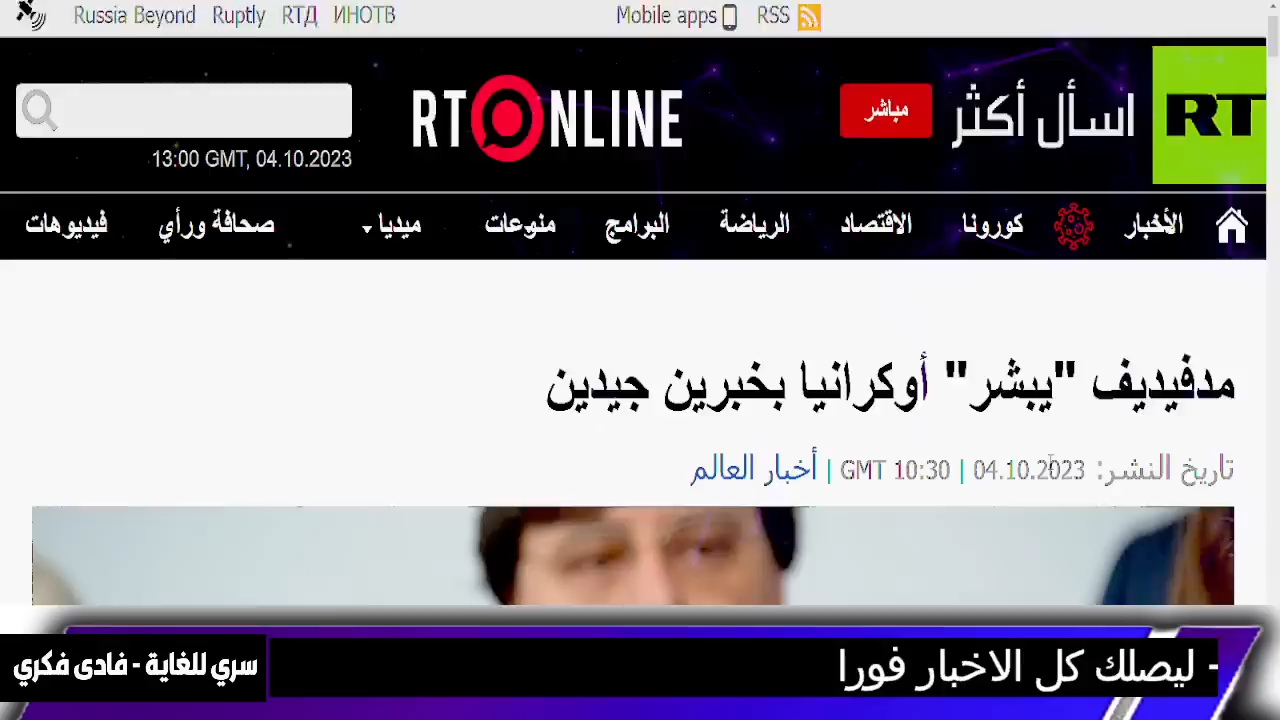 Russia Beyond Ruptly RTД ИНОТВ Mobile apps RSS
RT اسأل أكثر مباشر RT ONLINE
13:00 GMT, 04.10.2023
الأخبار كورونا الاقتصاد الرياضة البرامج منوعات ميديا صحافة ورأي فيديوهات
مدفيديف "يبشر" أوكرانيا بخبرين جيدين
تاريخ النشر: 04.10.2023 | 10:30 GMT | أخبار العالم
- ليصلك كل الاخبار فورا
سري للغاية - فادى فكري